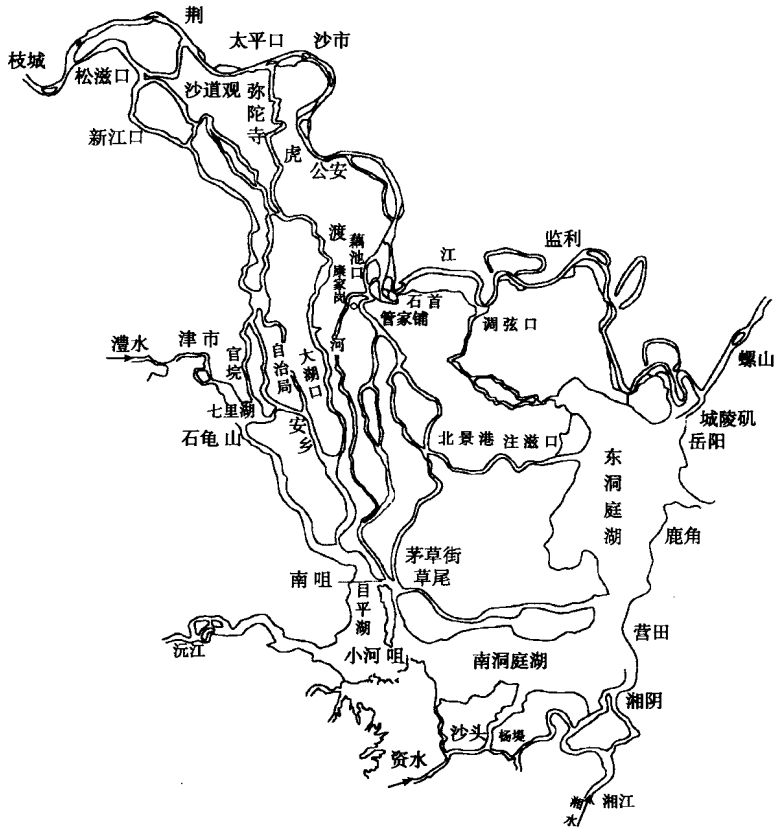 荆
太平口
沙市
枝城
松滋口
沙道观
弥陀寺
新江口
虎
公安
渡
藕池口
康家岗
江
监利
石首
管家铺
调弦口
河
澧水
津市
官垸
自治局
大湖口
螺山
七里湖
安乡
石龟山
北景港
注滋口
城陵矶
岳阳
东洞庭湖
鹿角
茅草街
草尾
南咀
目平湖
营田
沅江
小河咀
南洞庭湖
湘阴
沙头
杨堤
资水
湘江
湘水